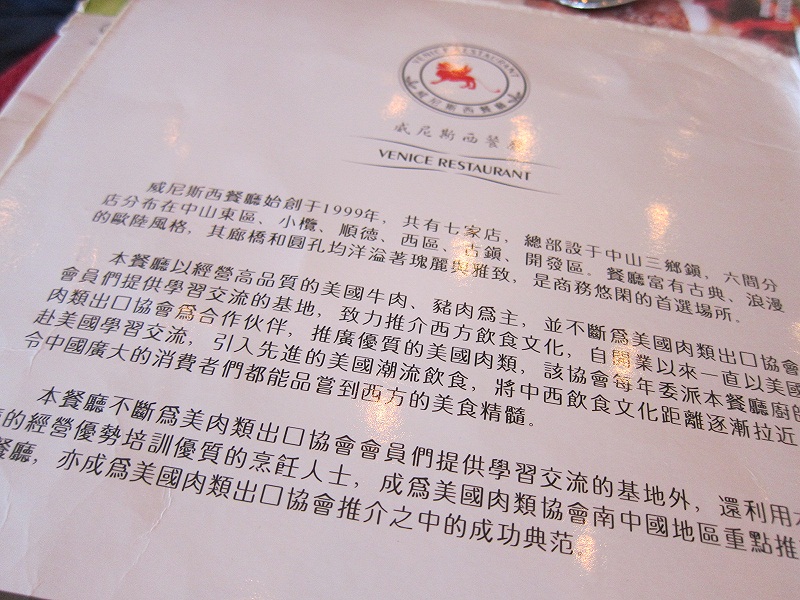 VENICE RESTAURANT
威尼斯西餐廳
威尼斯西餐廳
VENICE RESTAURANT
威尼斯西餐廳始創于1999年，共有七家店，總部設于中山三鄉鎮，六間分
店分布在中山東區、小欖、順德、西區、古鎮、開發區．餐廳富有古典、浪漫
的歐陸風格，其廊橋和圓孔均洋溢著瑰麗與雅致，是商務悠閑的首選場所．
本餐廳以經營高品質的美國牛肉、豬肉爲主，並不斷爲美國肉類出口協會
會員們提供學習交流的基地，致力推介西方飲食文化，自開業以來一直以美國
肉類出口協會爲合作伙伴，推廣優質的美國肉類，該協會每年委派本餐廳廚師
赴美國學習交流，引入先進的美國潮流飲食，將中西飲食文化距離逐漸拉近
令中國廣大的消費者們都能品嘗到西方的美食精髓。
本餐廳不斷爲美肉類出口協會會員們提供學習交流的基地外，還利用
的經營優勢培訓優質的烹飪人士，成爲美國肉類協會南中國地區重點推
餐廳，亦成爲美國肉類出口協會推介之中的成功典范。